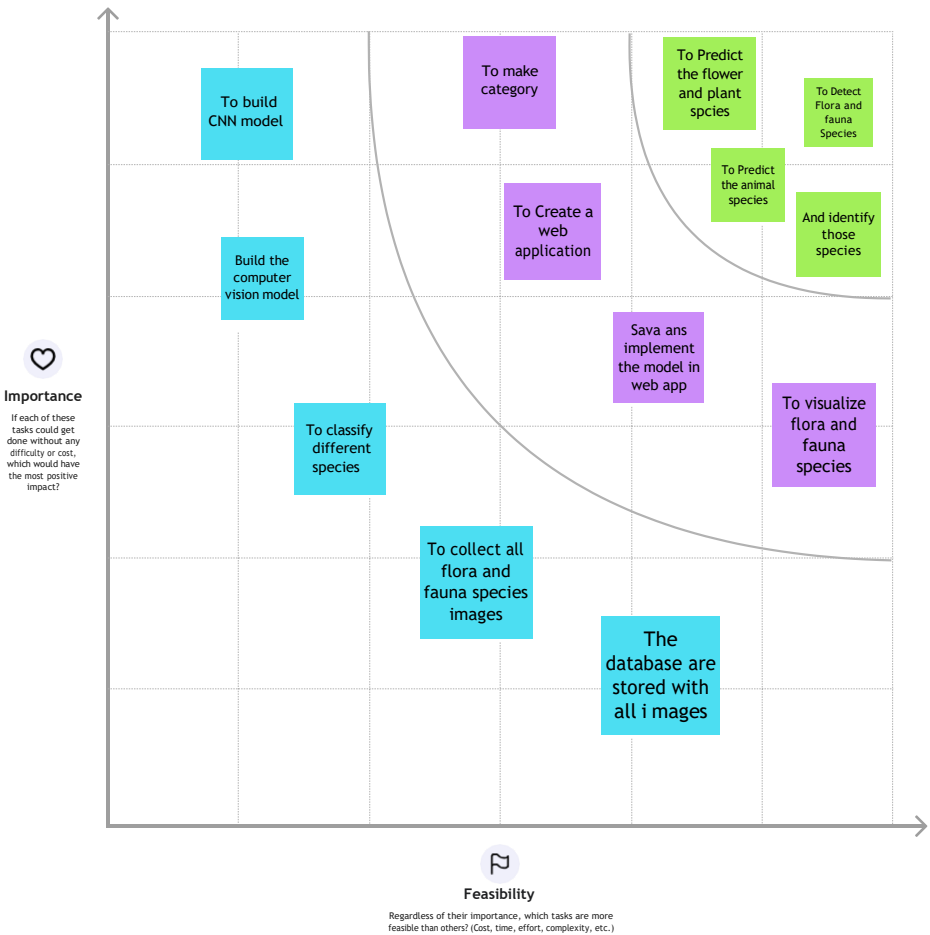 To build
CNN model
To make
category
To Predict
the flower
and plant
spcies
To Detect
Flora and
fauna
Species
To Predict
the animal
species
And identify
those
species
To Create a
web
application
Build the
computer
vision model
Sava ans
implement
the model in
web app
To visualize
flora and
fauna
species
To classify
different
species
To collect all
flora and
fauna species
images
The
database are
stored with
all i mages
Importance
If each of these
tasks could get
done without any
difficulty or cost,
which would have
the most positive
impact?
Feasibility
Regardless of their importance, which tasks are more
feasible than others? (Cost, time, effort, complexity, etc.)